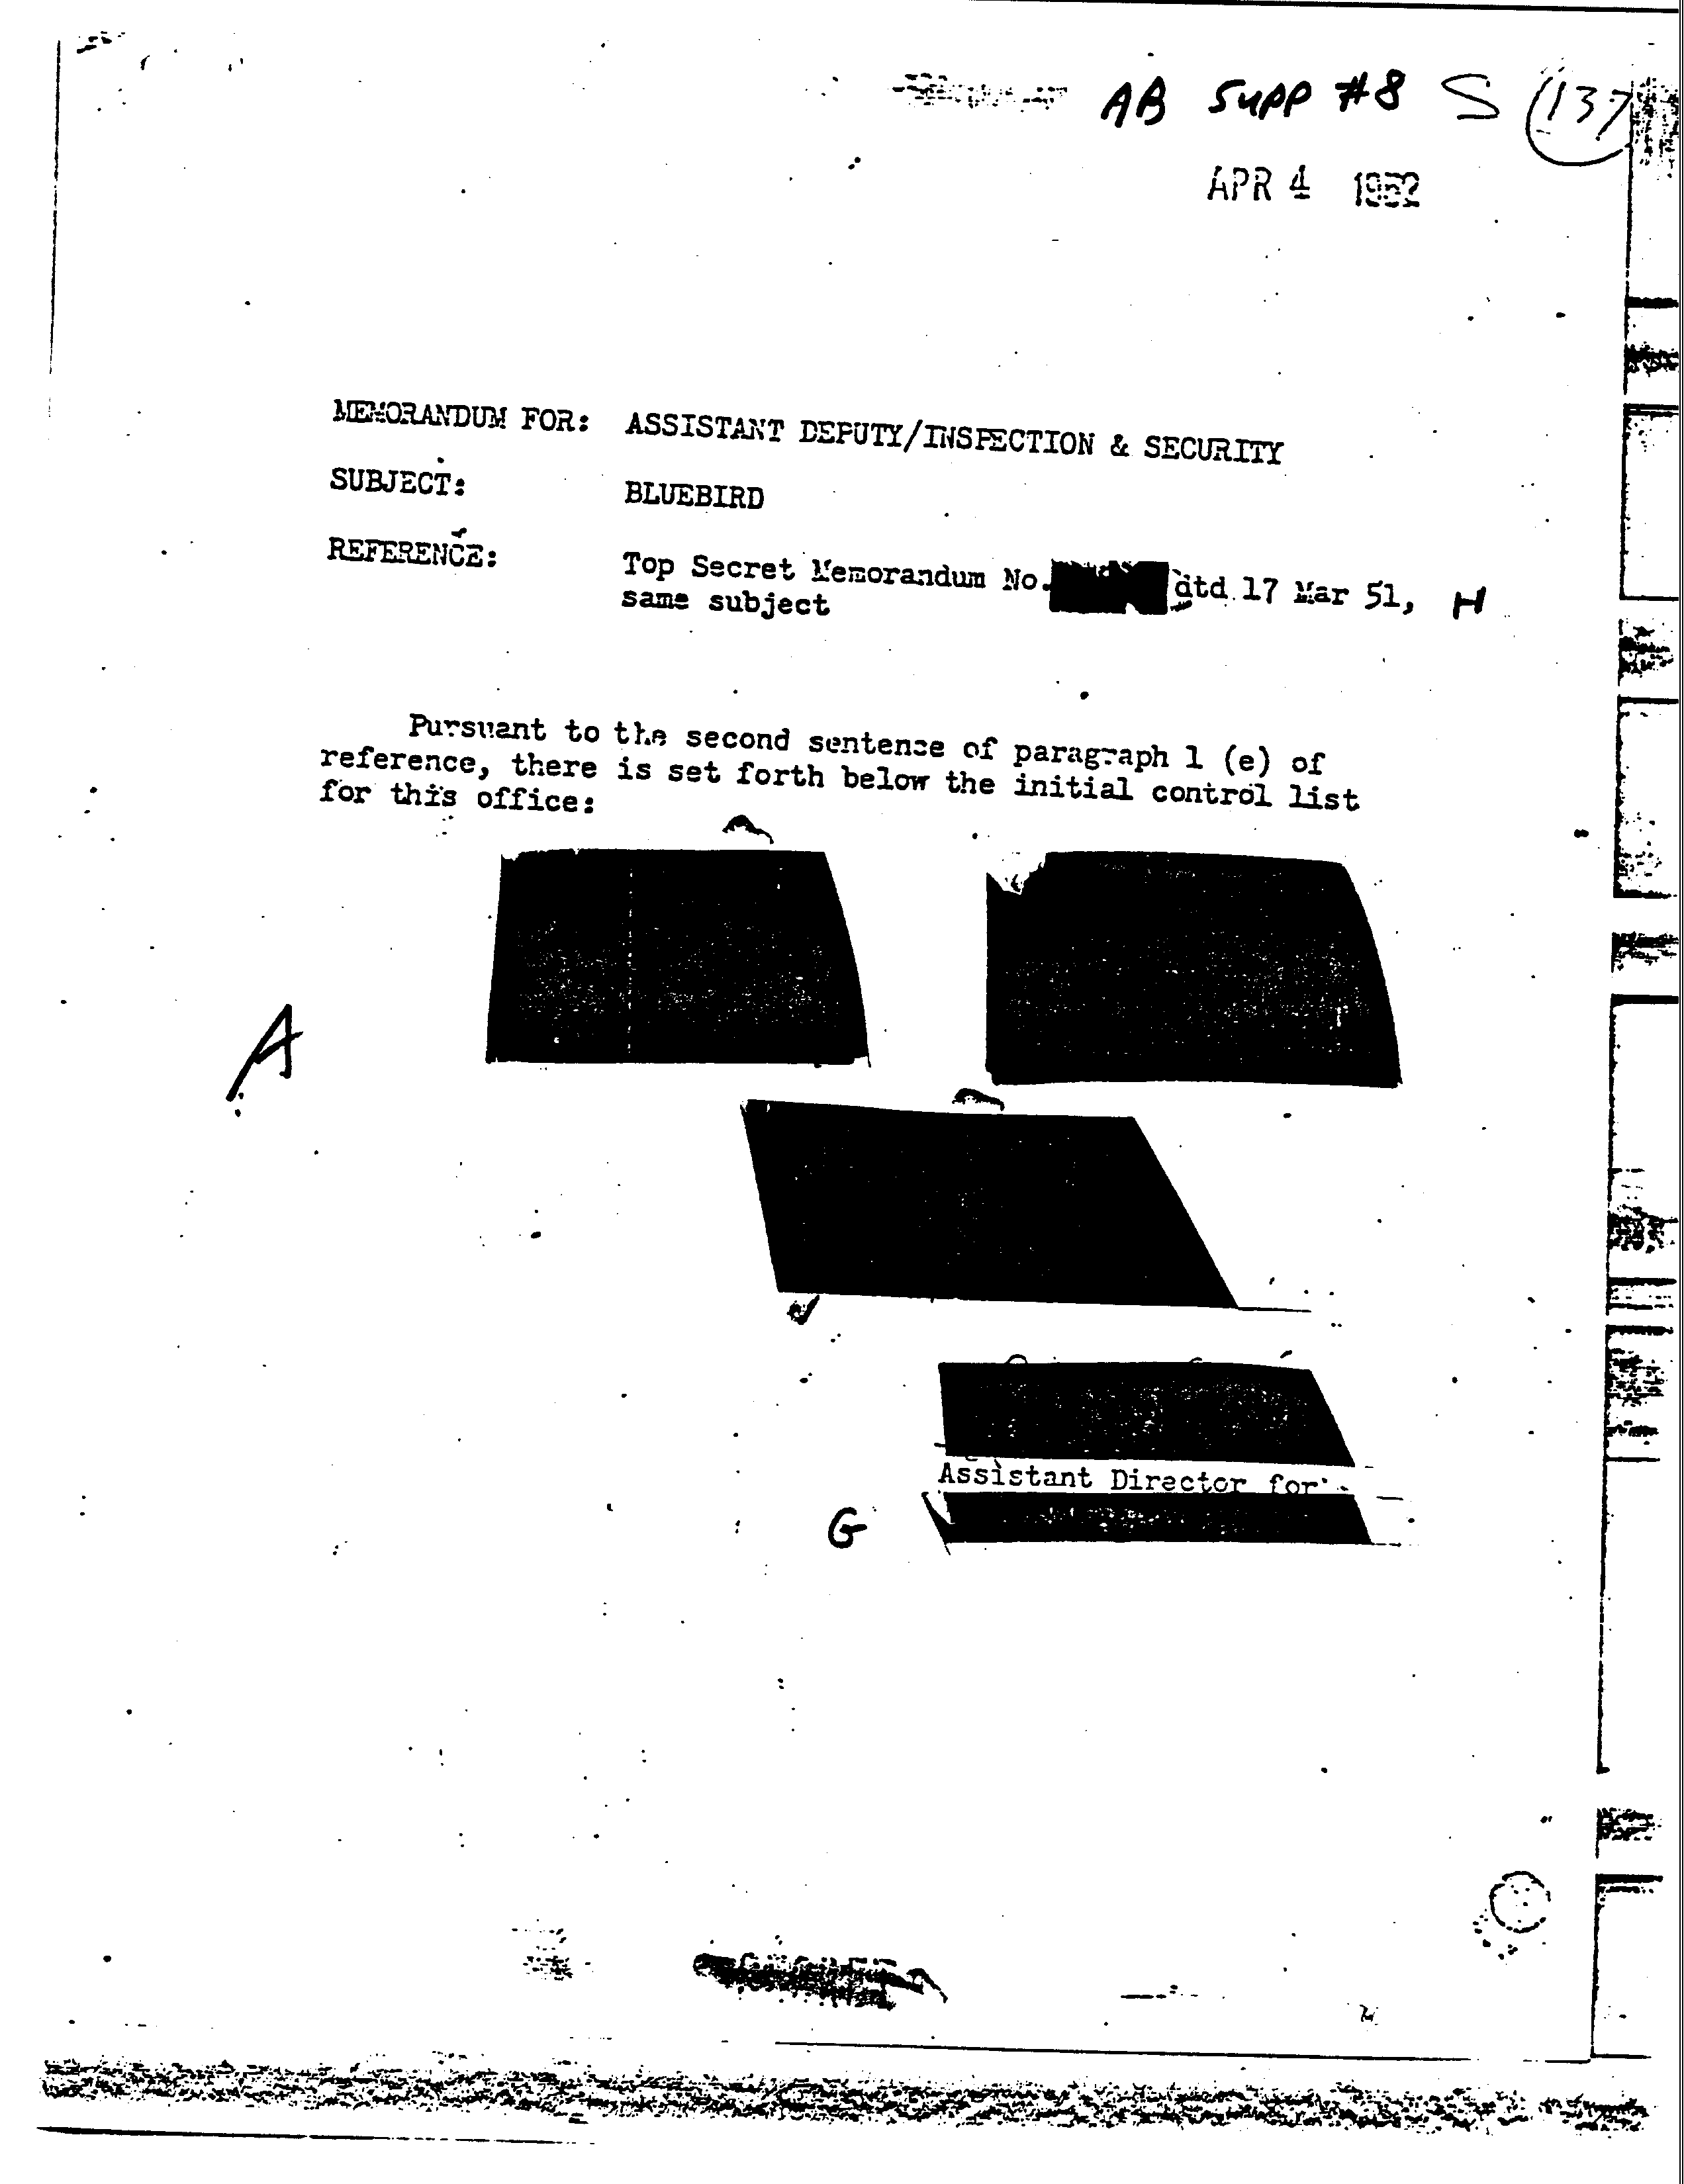 AB SUPP #8 S 137
APR 4 1952
MEMORANDUM FOR: ASSISTANT DEPUTY/INSPECTION & SECURITY
SUBJECT: BLUEBIRD
REFERENCE: Top Secret Memorandum No. dtd 17 Mar 51, H
same subject
Pursuant to the second sentence of paragraph 1 (e) of
reference, there is set forth below the initial control list
for this office:
A
Assistant Director for
G